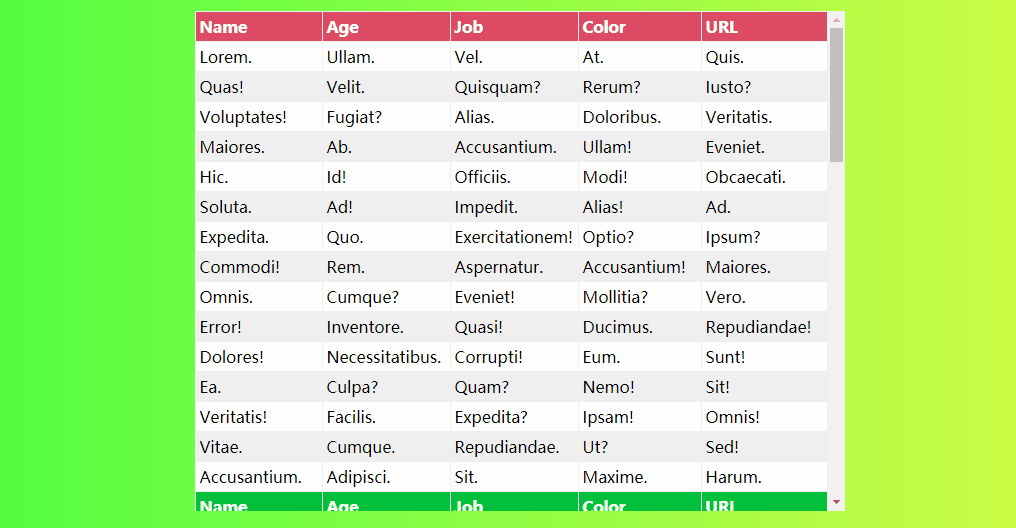 Name Age Job Color URL
Lorem. Ullam. Vel. At. Quis.
Quas! Velit. Quisquam? Rerum? Iusto?
Voluptates! Fugiat? Alias. Doloribus. Veritatis.
Maiores. Ab. Accusantium. Ullam! Eveniet.
Hic. Id! Officiis. Modi! Obcaecati.
Soluta. Ad! Impedit. Alias! Ad.
Expedita. Quo. Exercitationem! Optio? Ipsum?
Commodi! Rem. Aspernatur. Accusantium! Maiores.
Omnis. Cumque? Eveniet! Mollitia? Vero.
Error! Inventore. Quasi! Ducimus. Repudiandae!
Dolores! Necessitatibus. Corrupti! Eum. Sunt!
Ea. Culpa? Quam? Nemo! Sit!
Veritatis! Facilis. Expedita? Ipsam! Omnis!
Vitae. Cumque. Repudiandae. Ut? Sed!
Accusantium. Adipisci. Sit. Maxime. Harum.
Name Age Job Color URL